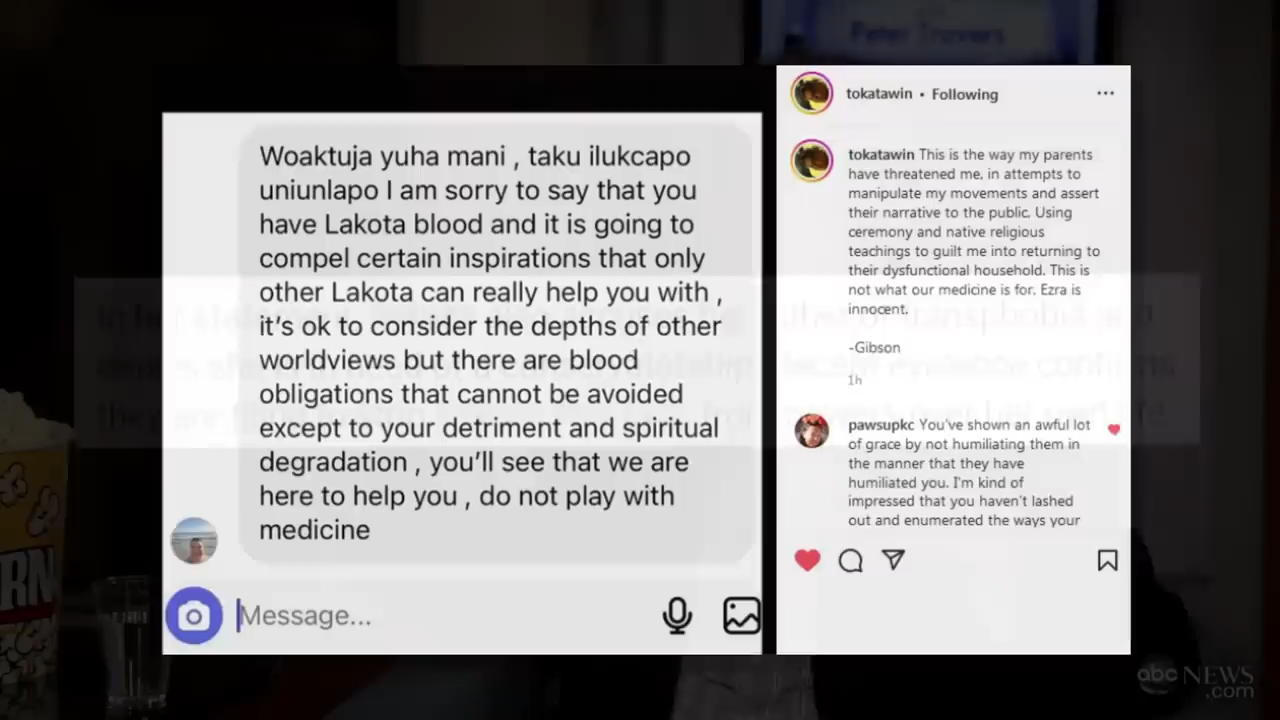 Peter Travers
Woaktuja yuha mani , taku ilukcapo
uniunlapo I am sorry to say that you
have Lakota blood and it is going to
compel certain inspirations that only
other Lakota can really help you with ,
it's ok to consider the depths of other
worldviews but there are blood
obligations that cannot be avoided
except to your detriment and spiritual
degradation , you'll see that we are
here to help you , do not play with
medicine
Message...
tokatawin • Following
tokatawin This is the way my parents
have threatened me, in attempts to
manipulate my movements and assert
their narrative to the public. Using
ceremony and native religious
teachings to guilt me into returning to
their dysfunctional household. This is
not what our medicine is for. Ezra is
innocent.
-Gibson
1h
pawsupkc You've shown an awful lot
of grace by not humiliating them in
the manner that they have
humiliated you. I'm kind of
impressed that you haven't lashed
out and enumerated the ways your
RN
abc NEWS
.com